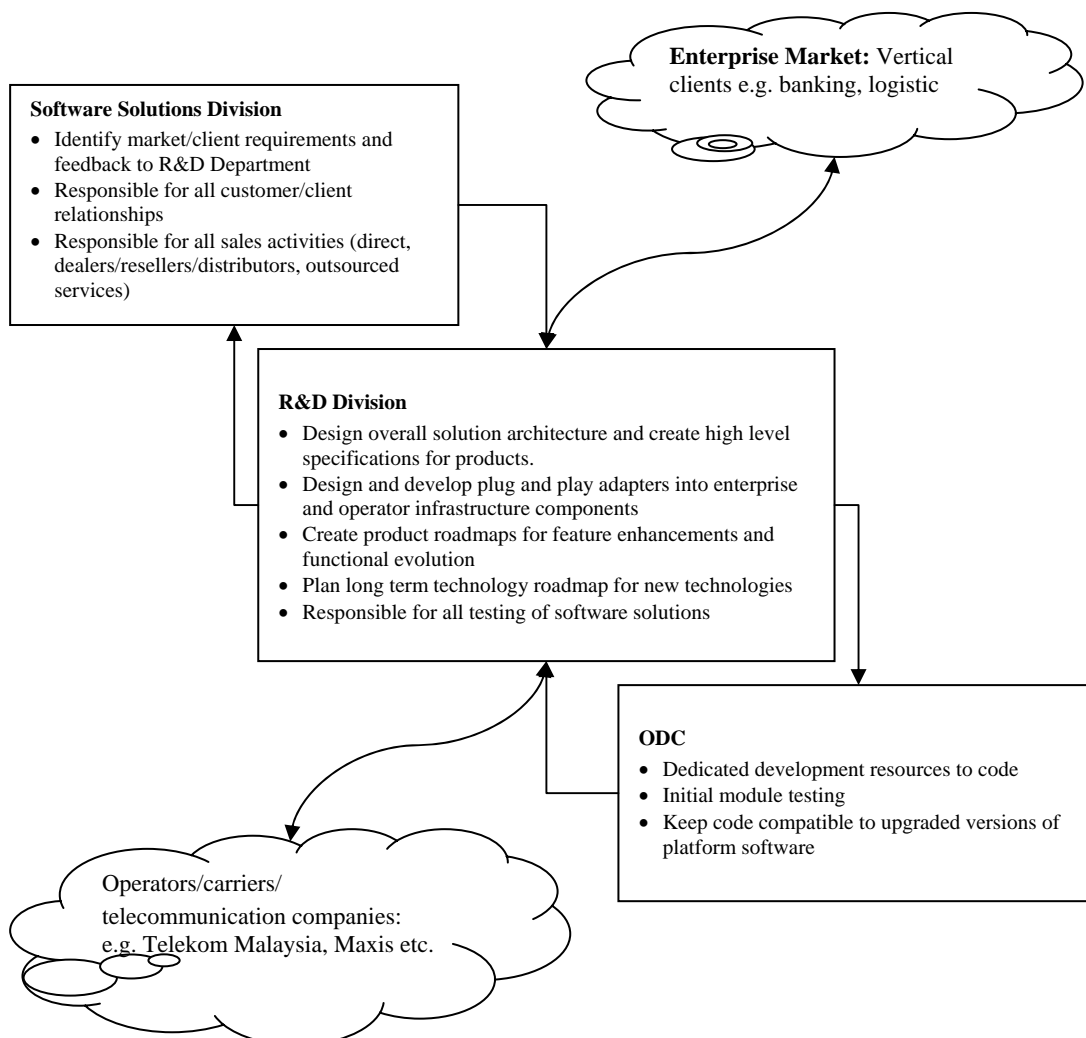 Enterprise Market: Vertical
clients e.g. banking, logistic
Software Solutions Division
• Identify market/client requirements and
feedback to R&D Department
• Responsible for all customer/client
relationships
• Responsible for all sales activities (direct,
dealers/resellers/distributors, outsourced
services)
R&D Division
• Design overall solution architecture and create high level
specifications for products.
• Design and develop plug and play adapters into enterprise
and operator infrastructure components
• Create product roadmaps for feature enhancements and
functional evolution
• Plan long term technology roadmap for new technologies
• Responsible for all testing of software solutions
ODC
• Dedicated development resources to code
• Initial module testing
• Keep code compatible to upgraded versions of
platform software
Operators/carriers/
telecommunication companies:
e.g. Telekom Malaysia, Maxis etc.